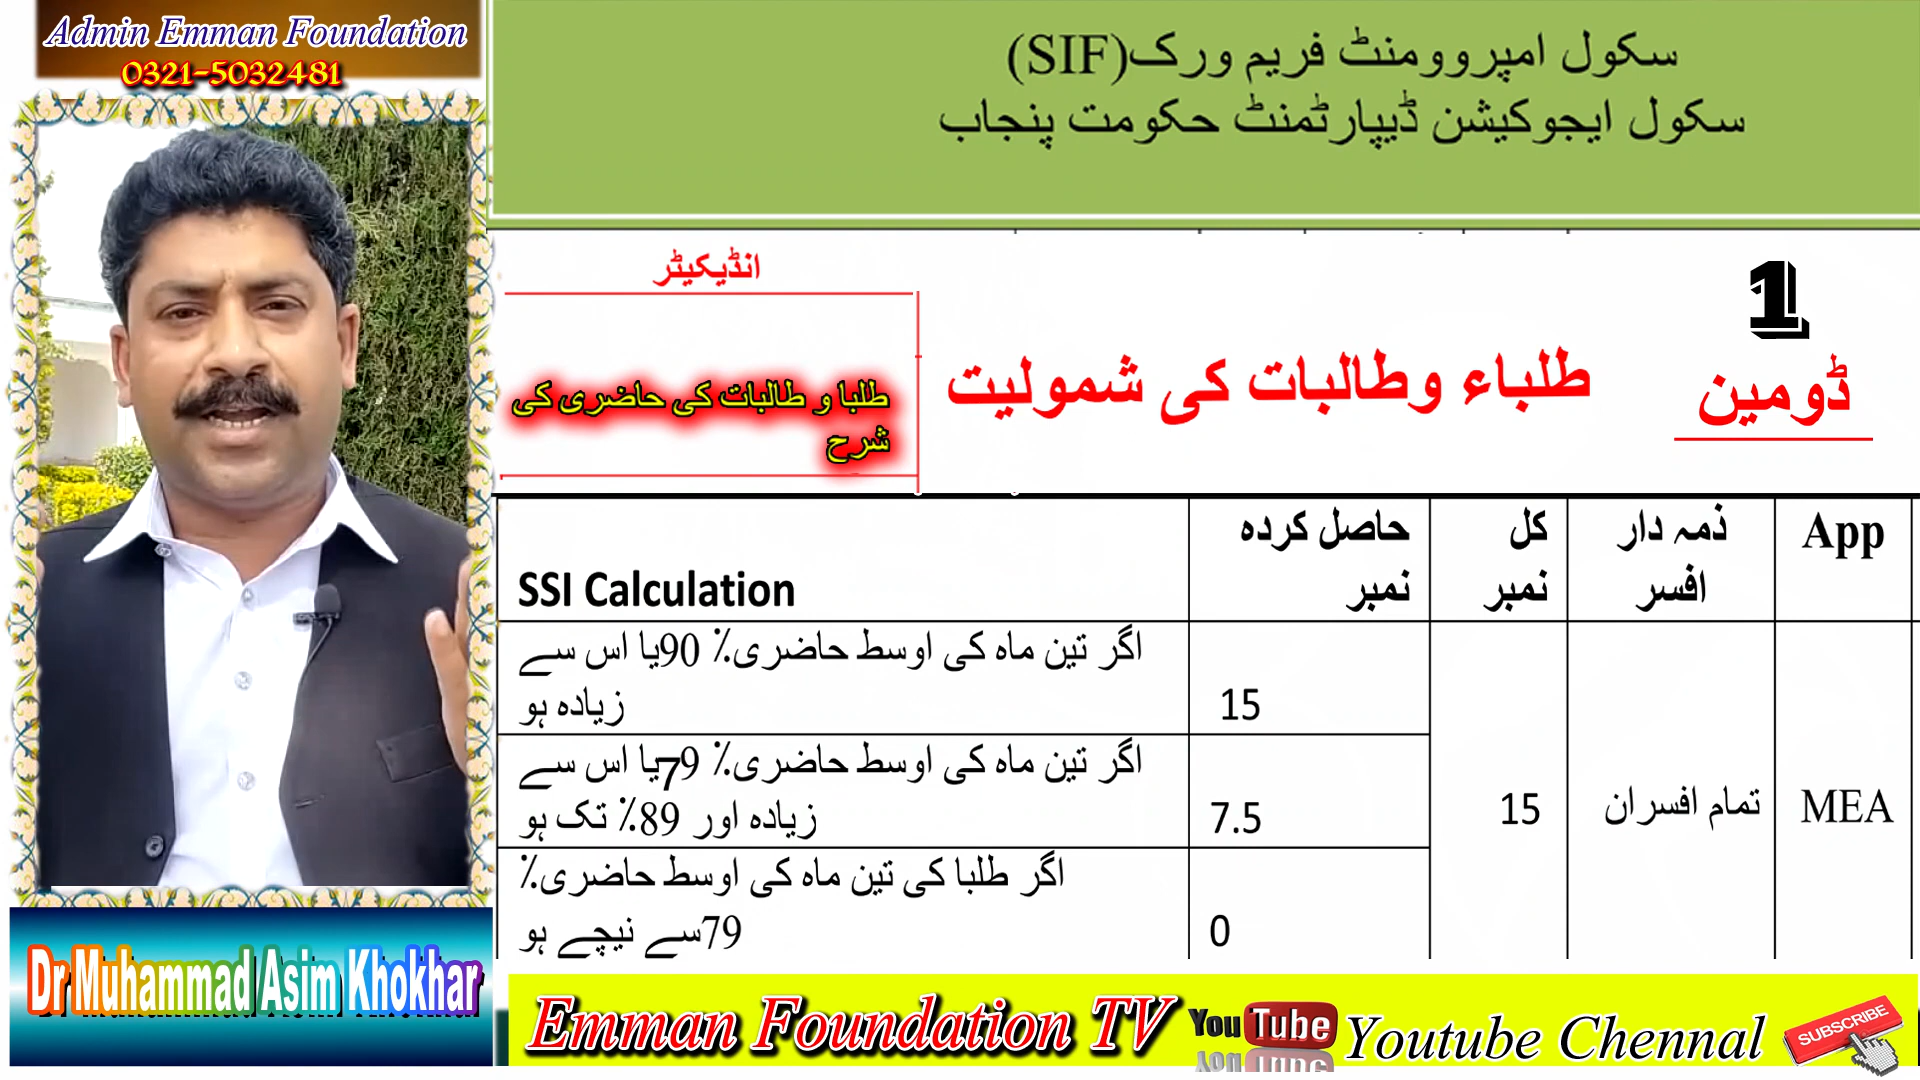 Admin Emman Foundation
0321-5032481
سکول امپروومنٹ فریم ورک(SIF)
سکول ایجوکیشن ڈیپارٹمنٹ حکومت پنجاب
1
ڈومین
طلباء وطالبات کی شمولیت
انڈیکیٹر
طلبا و طالبات کی حاضری کی
شرح
App
ذمہ دار
افسر
کل
نمبر
حاصل کردہ
نمبر
SSI Calculation
MEA
تمام افسران
15
15
اگر تین ماہ کی اوسط حاضری٪ 90یا اس سے
زیادہ ہو
7.5
اگر تین ماہ کی اوسط حاضری٪ 79یا اس سے
زیادہ اور 89٪ تک ہو
0
اگر طلبا کی تین ماہ کی اوسط حاضری٪
79سے نیچے ہو
Dr Muhammad Asim Khokhar
Emman Foundation TV YouTube Youtube Chennal SUBSCRIBE